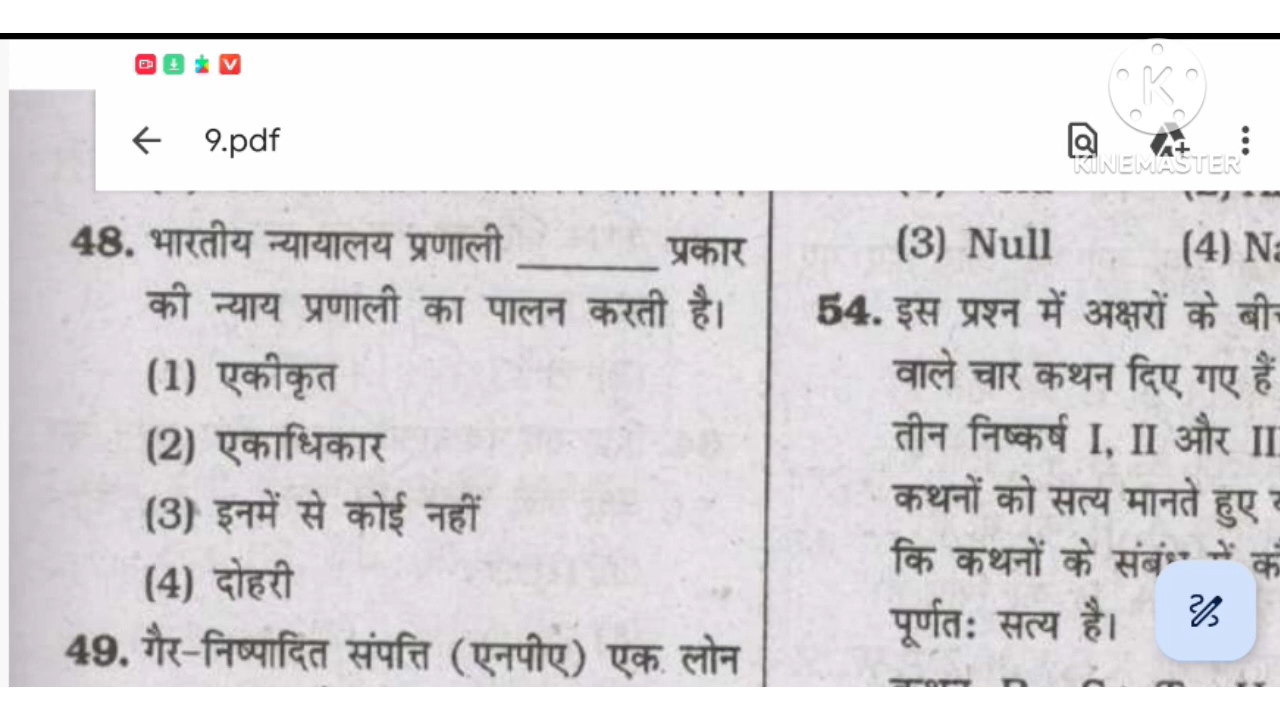 9.pdf
KINEMASTER
48. भारतीय न्यायालय प्रणाली ________ प्रकार
की न्याय प्रणाली का पालन करती है।
(1) एकीकृत
(2) एकाधिकार
(3) इनमें से कोई नहीं
(4) दोहरी
49. गैर-निष्पादित संपत्ति (एनपीए) एक लोन
(3) Null (4)
54. इस प्रश्न में अक्षरों के
वाले चार कथन दिए गए हैं
तीन निष्कर्ष I, II और
कथनों को सत्य मानते हुए
कि कथनों के
पूर्णतः सत्य है।